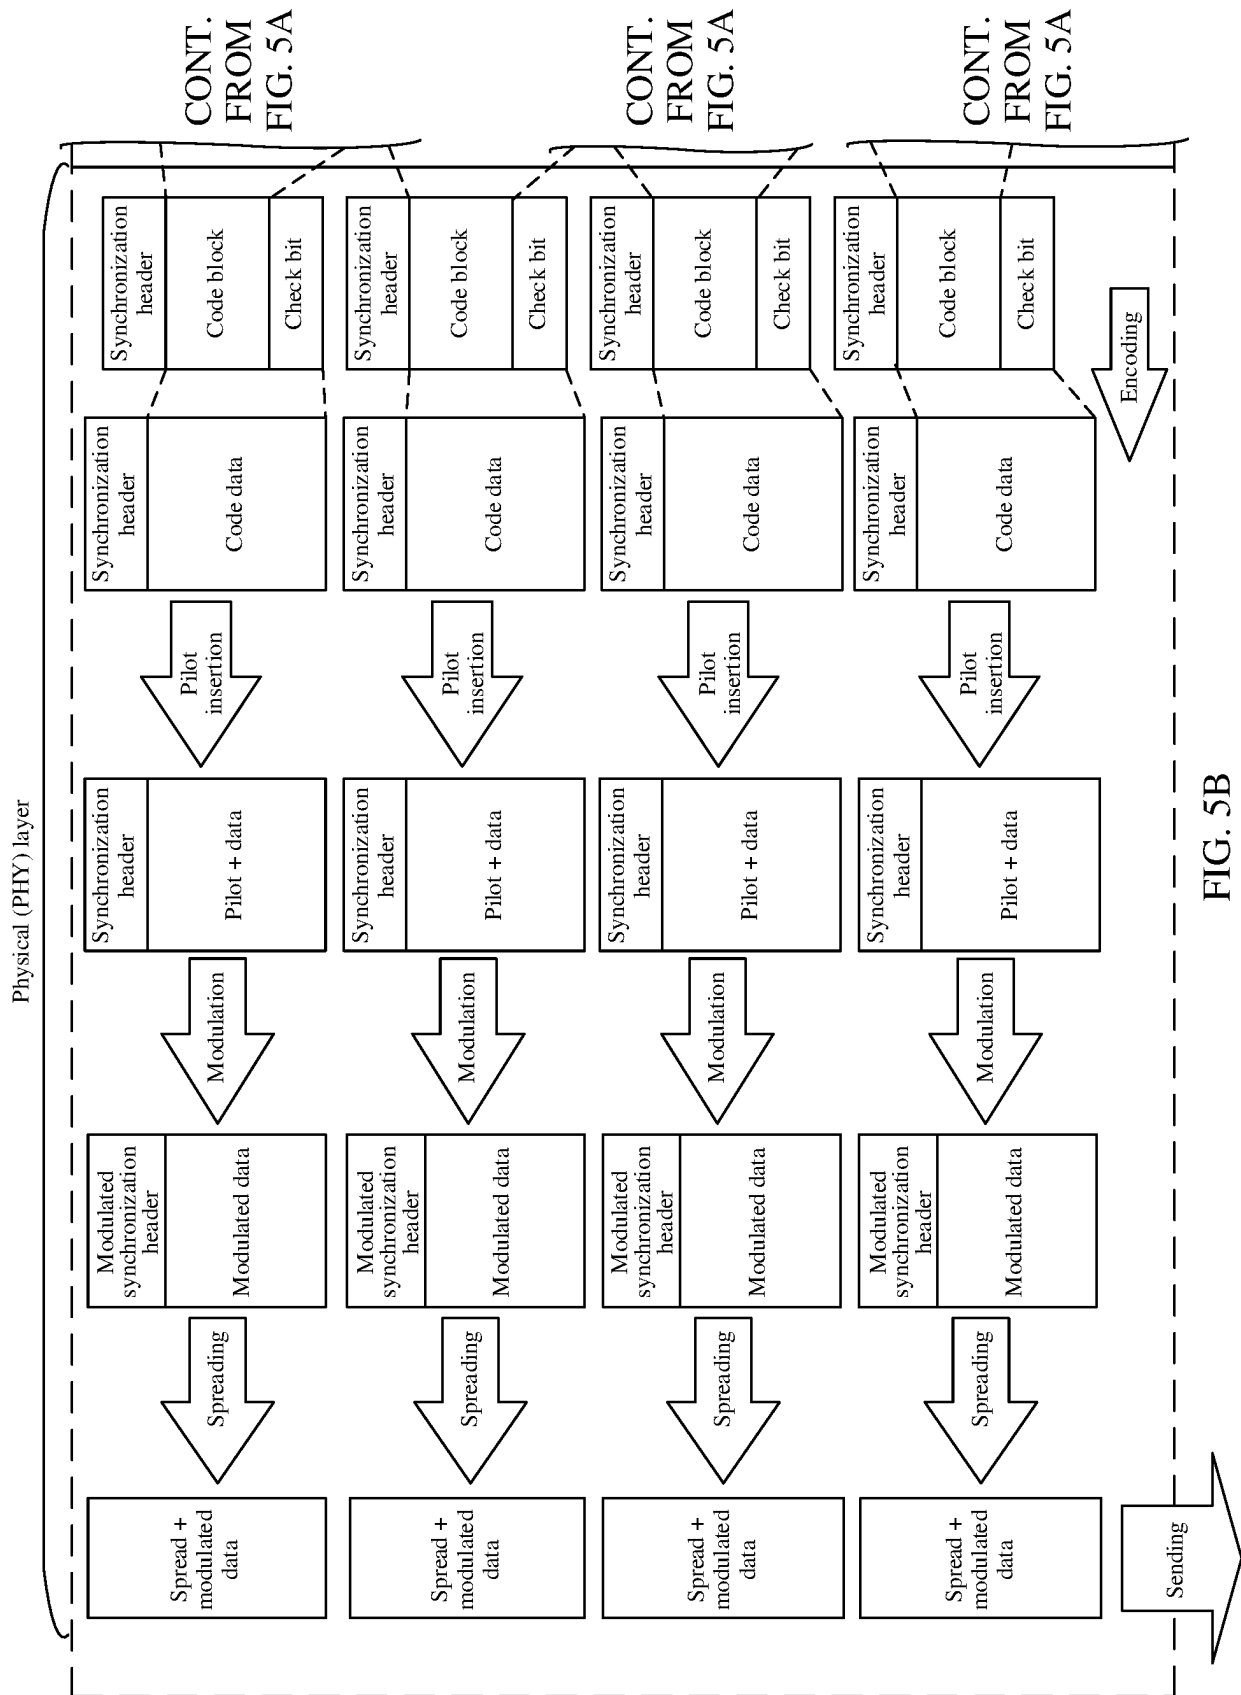 Physical (PHY) layer
Spread +
modulated
data
Spreading
Modulated
synchronization
header
Modulated data
Modulation
Synchronization
header
Pilot + data
Pilot
insertion
Synchronization
header
Code data
Synchronization
header
Code block
Check bit
CONT.
FROM
FIG. 5A
Spread +
modulated
data
Spreading
Modulated
synchronization
header
Modulated data
Modulation
Synchronization
header
Pilot + data
Pilot
insertion
Synchronization
header
Code data
Synchronization
header
Code block
Check bit
Spread +
modulated
data
Spreading
Modulated
synchronization
header
Modulated data
Modulation
Synchronization
header
Pilot + data
Pilot
insertion
Synchronization
header
Code data
Synchronization
header
Code block
Check bit
CONT.
FROM
FIG. 5A
Spread +
modulated
data
Spreading
Modulated
synchronization
header
Modulated data
Modulation
Synchronization
header
Pilot + data
Pilot
insertion
Synchronization
header
Code data
Synchronization
header
Code block
Check bit
CONT.
FROM
FIG. 5A
Sending
Encoding
FIG. 5B